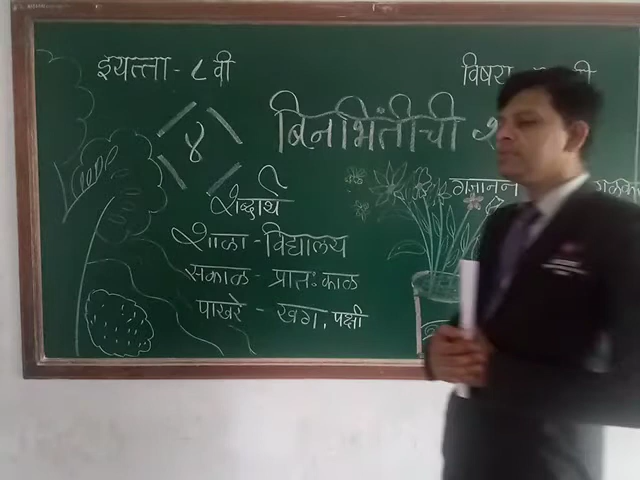 इयत्ता - ८ वी
विषय
४
बिनभिंतीची
गजानन
शब्दार्थ
शाळा - विद्यालय
सकाळ - प्रातःकाळ
पाखरे - खग, पक्षी